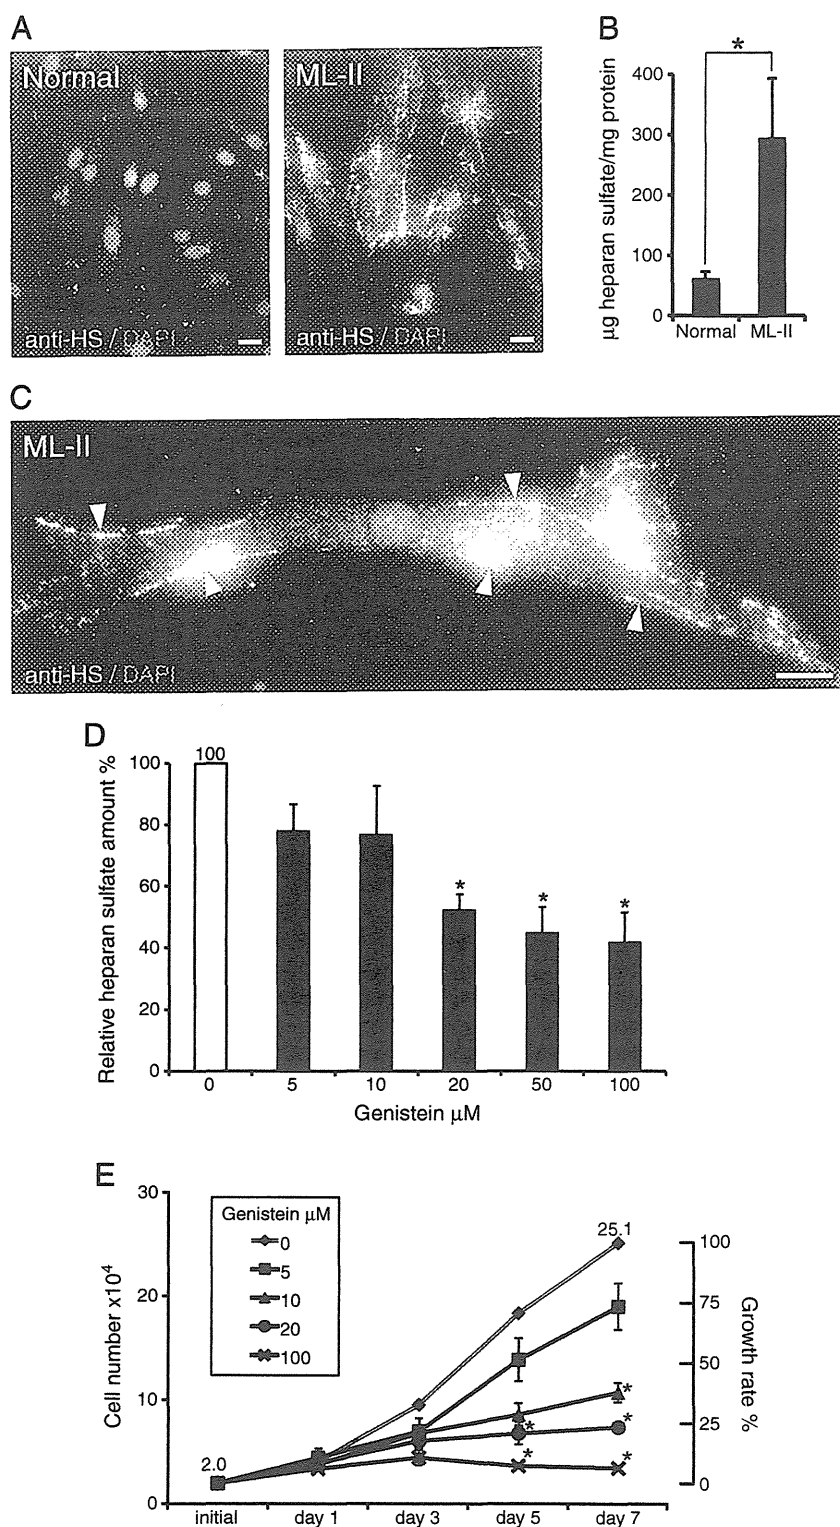 A
Normal
anti-HS / DAPI
ML-II
anti-HS / DAPI
B
*
µg heparan sulfate/mg protein
400
300
200
100
0
Normal
ML-II
C
ML-II
anti-HS / DAPI
D
Relative heparan sulfate amount %
100
80
60
40
20
0
100
*
*
*
0
5
10
20
50
100
Genistein µM
E
Cell number x10⁴
30
20
10
0
Genistein µM
0
5
10
20
100
2.0
25.1
*
*
*
*
*
100
75
50
25
0
Growth rate %
initial
day 1
day 3
day 5
day 7